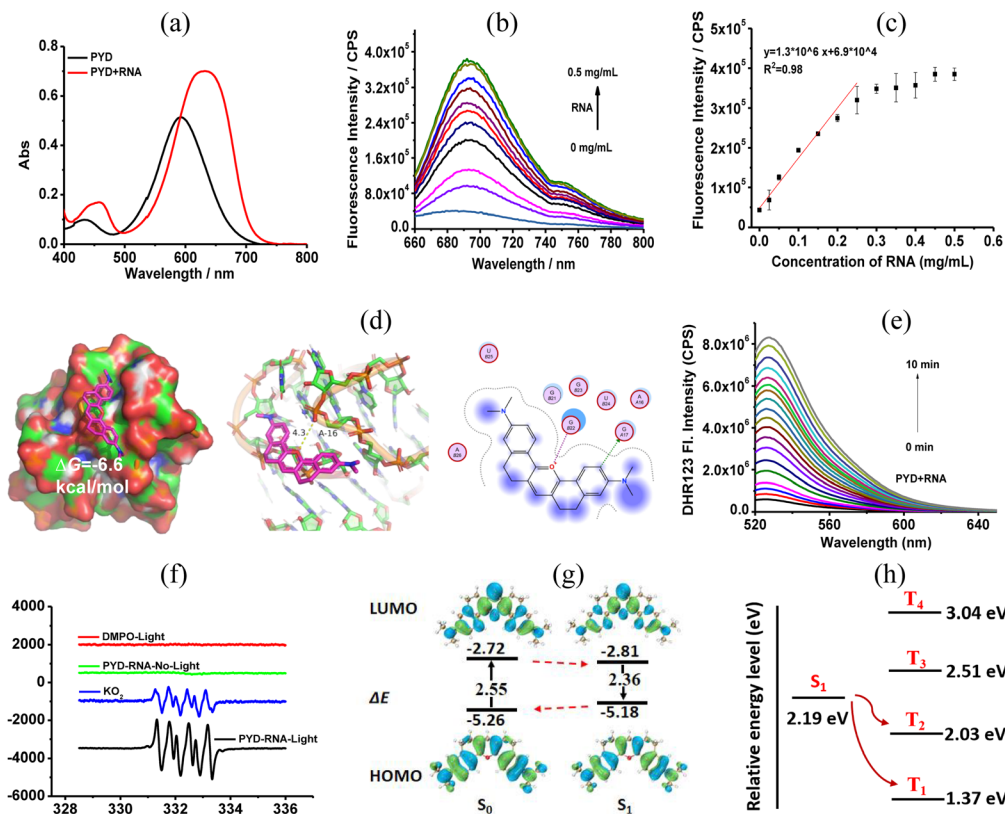 (a)
PYD
PYD+RNA
Abs
0.8
0.6
0.4
0.2
0.0
400 500 600 700 800
Wavelength / nm
(b)
Fluorescence Intensity / CPS
4.0x10^5
3.2x10^5
2.4x10^5
1.6x10^5
8.0x10^4
0.0
0.5 mg/mL
RNA
0 mg/mL
660 680 700 720 740 760 780 800
Wavelength / nm
(c)
y=1.3*10^6 x+6.9*10^4
R^2=0.98
Fluorescence Intensity / CPS
5x10^5
4x10^5
3x10^5
2x10^5
1x10^5
0
0.0 0.1 0.2 0.3 0.4 0.5 0.6
Concentration of RNA (mg/mL)
(d)
ΔG=-6.6
kcal/mol
4.3
A-16
U
B25
G
B21
G
B23
U
B24
A
A16
G
B22
G
A17
A
B26
N
O
N
(e)
DHR123 Fl. Intensity (CPS)
8.0x10^6
6.0x10^6
4.0x10^6
2.0x10^6
0.0
10 min
0 min
PYD+RNA
520 560 600 640
Wavelength (nm)
(f)
4000
2000
0
-2000
-4000
-6000
DMPO-Light
PYD-RNA-No-Light
KO2
PYD-RNA-Light
330 332 334 336
(g)
LUMO
-2.72
-2.81
ΔE
2.55
2.36
-5.26
-5.18
HOMO
S0
S1
(h)
Relative energy level (eV)
S1
2.19 eV
T4
3.04 eV
T3
2.51 eV
T2
2.03 eV
T1
1.37 eV